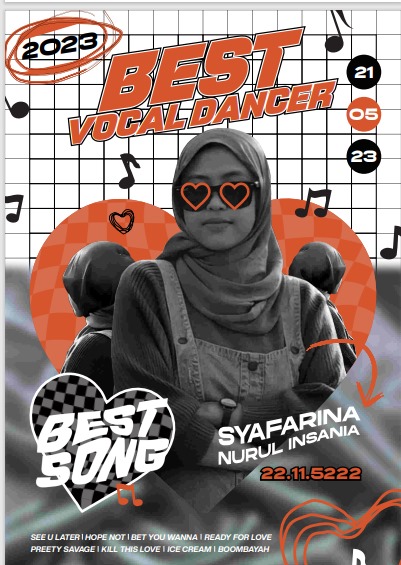 2023
BEST
VOCAL DANCER
21
05
23
BEST
SONG
SYAFARINA
NURUL INSANIA
22.11.5222
SEE U LATER | HOPE NOT | BET YOU WANNA | READY FOR LOVE
PREETY SAVAGE | KILL THIS LOVE | ICE CREAM | BOOMBAYAH